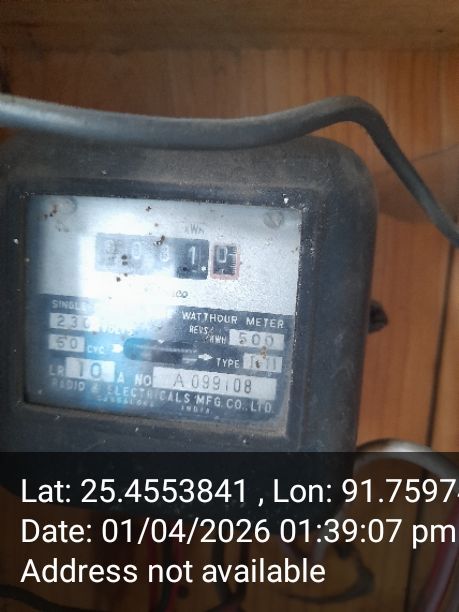 KWH
SINGLE WATTHOUR METER
230 VOLTS REVS/KWH 500
50 CYC TYPE
LR 10 A NO A 099108
RADIO & ELECTRICALS MFG. CO., LTD.
BANGALORE INDIA
Lat: 25.4553841 , Lon: 91.7597
Date: 01/04/2026 01:39:07 pm
Address not available